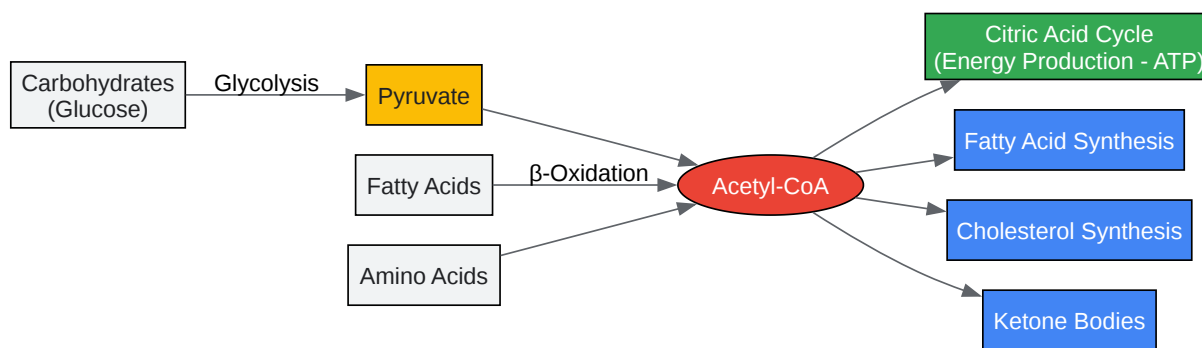 Carbohydrates
(Glucose)
Glycolysis
Pyruvate
Fatty Acids
β-Oxidation
Amino Acids
Acetyl-CoA
Citric Acid Cycle
(Energy Production - ATP)
Fatty Acid Synthesis
Cholesterol Synthesis
Ketone Bodies